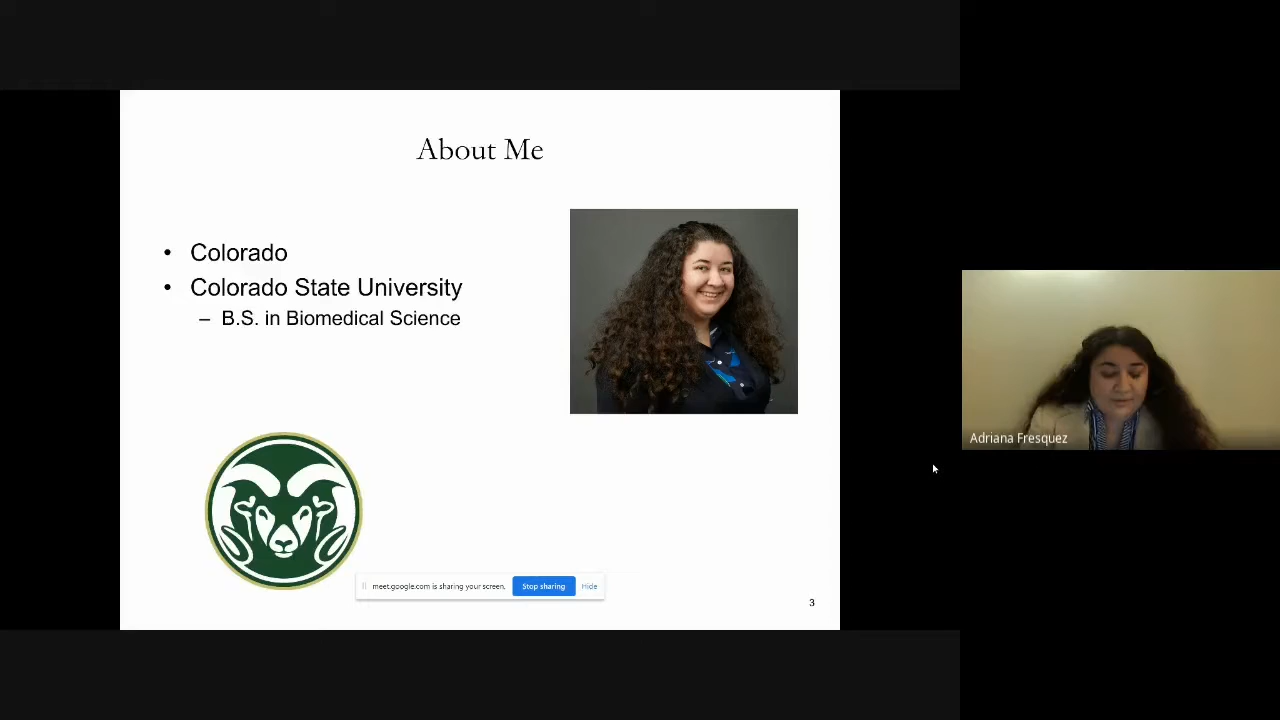 About Me
• Colorado
• Colorado State University
– B.S. in Biomedical Science
Adriana Fresquez
meet.google.com is sharing your screen. Stop sharing Hide
3